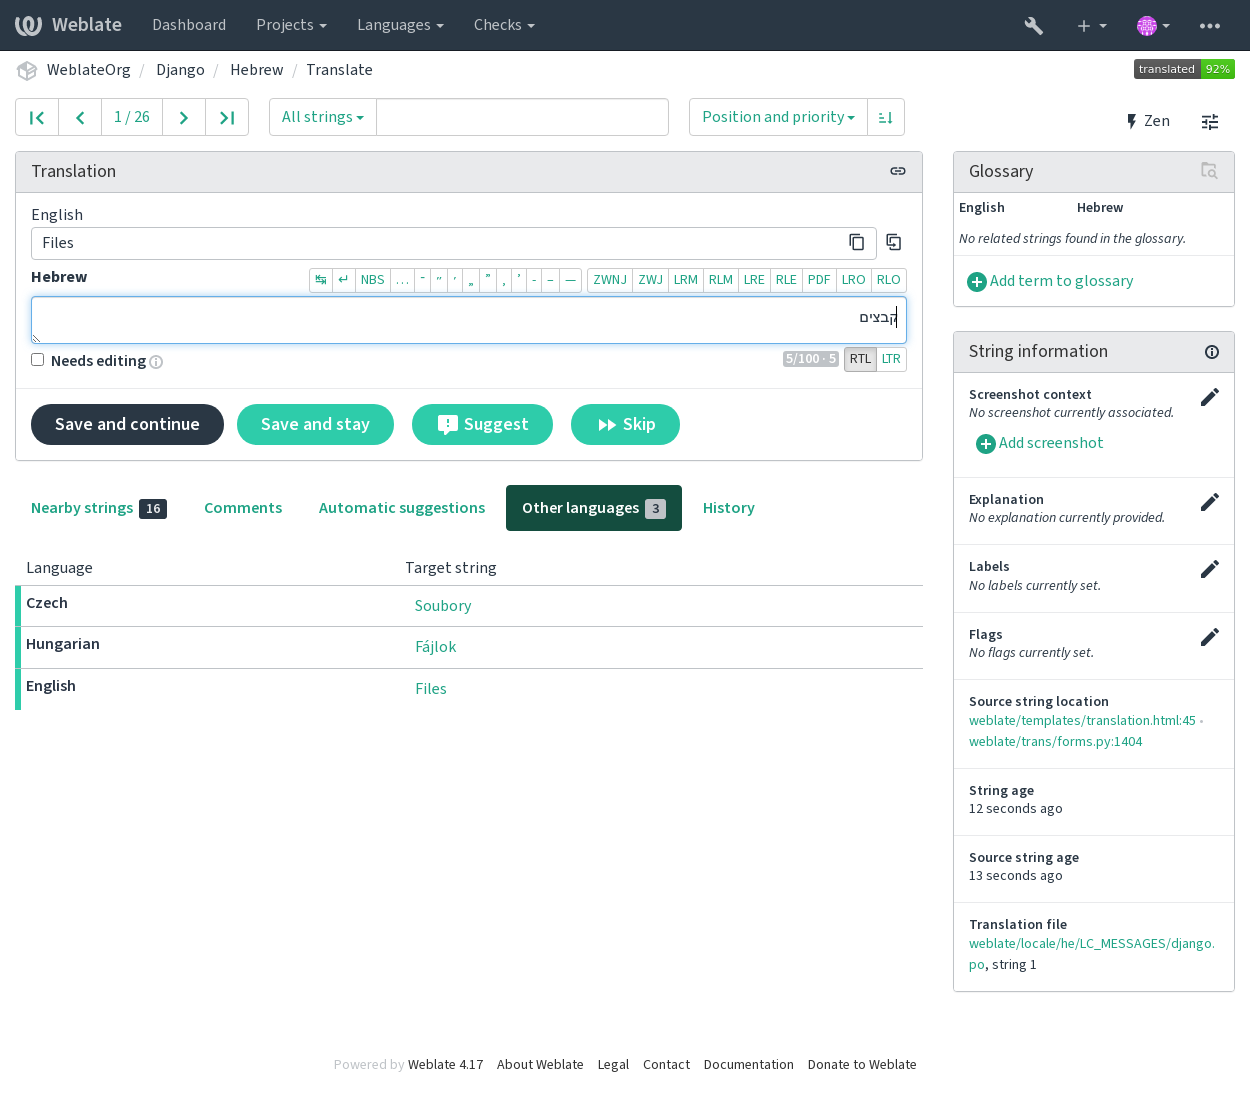 Weblate Dashboard Projects Languages Checks
WeblateOrg / Django / Hebrew / Translate
translated 92%
1 / 26 All strings Position and priority Zen
Translation
English
Files
Hebrew
↹ ↵ NBS … ־ ״ ׳ „ ” ‚ ’ - – — ZWNJ ZWJ LRM RLM LRE RLE PDF LRO RLO
קבצים
Needs editing
5/100 · 5 RTL LTR
Save and continue Save and stay Suggest Skip
Nearby strings 16 Comments Automatic suggestions Other languages 3 History
Language Target string
Czech Soubory
Hungarian Fájlok
English Files
Glossary
English Hebrew
No related strings found in the glossary.
Add term to glossary
String information
Screenshot context
No screenshot currently associated.
Add screenshot
Explanation
No explanation currently provided.
Labels
No labels currently set.
Flags
No flags currently set.
Source string location
weblate/templates/translation.html:45 •
weblate/trans/forms.py:1404
String age
12 seconds ago
Source string age
13 seconds ago
Translation file
weblate/locale/he/LC_MESSAGES/django.
po, string 1
Powered by Weblate 4.17 About Weblate Legal Contact Documentation Donate to Weblate